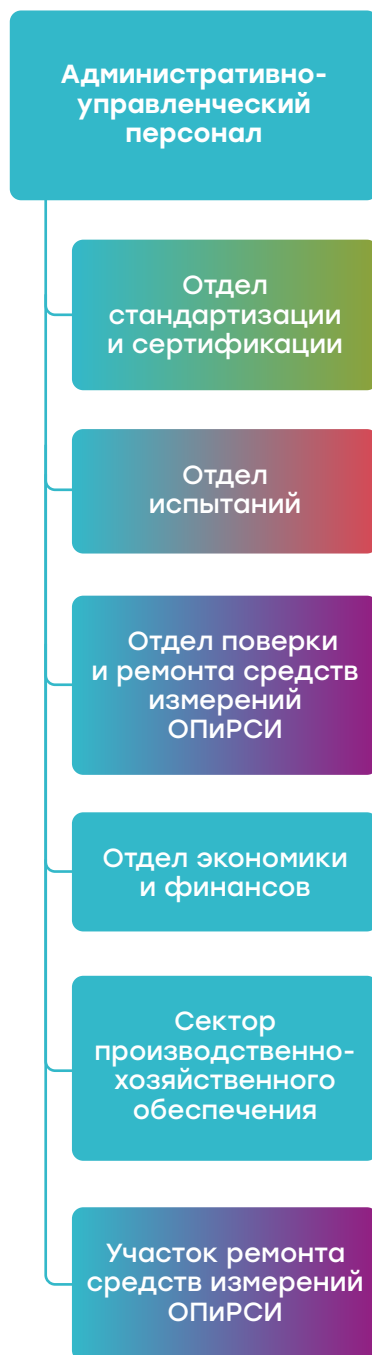 Административно-
управленческий
персонал
Отдел
стандартизации
и сертификации
Отдел
испытаний
Отдел поверки
и ремонта средств
измерений
ОПиРСИ
Отдел экономики
и финансов
Сектор
производственно-
хозяйственного
обеспечения
Участок ремонта
средств измерений
ОПиРСИ